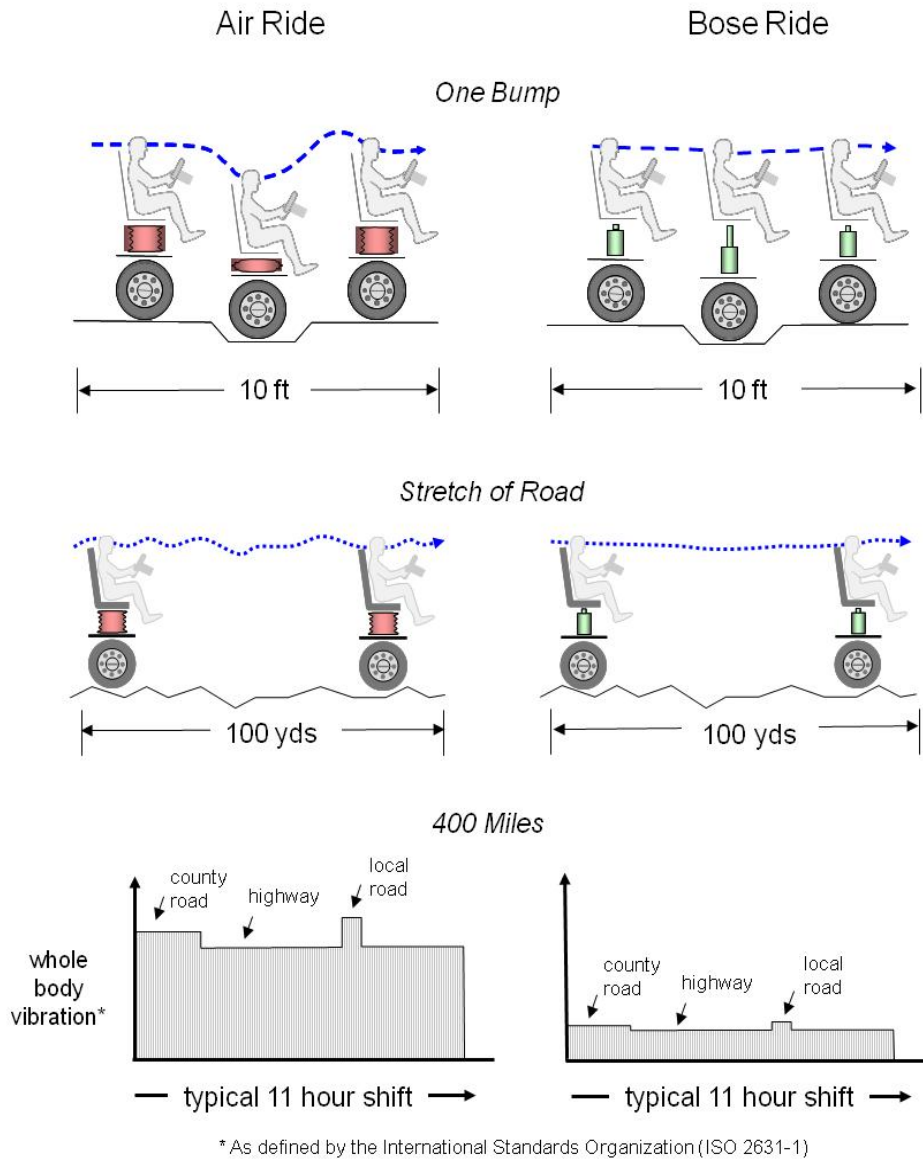 Air Ride
Bose Ride
One Bump
10 ft
10 ft
Stretch of Road
100 yds
100 yds
400 Miles
whole
body
vibration*
county
road
highway
local
road
typical 11 hour shift
county
road
highway
local
road
typical 11 hour shift
* As defined by the International Standards Organization (ISO 2631-1)